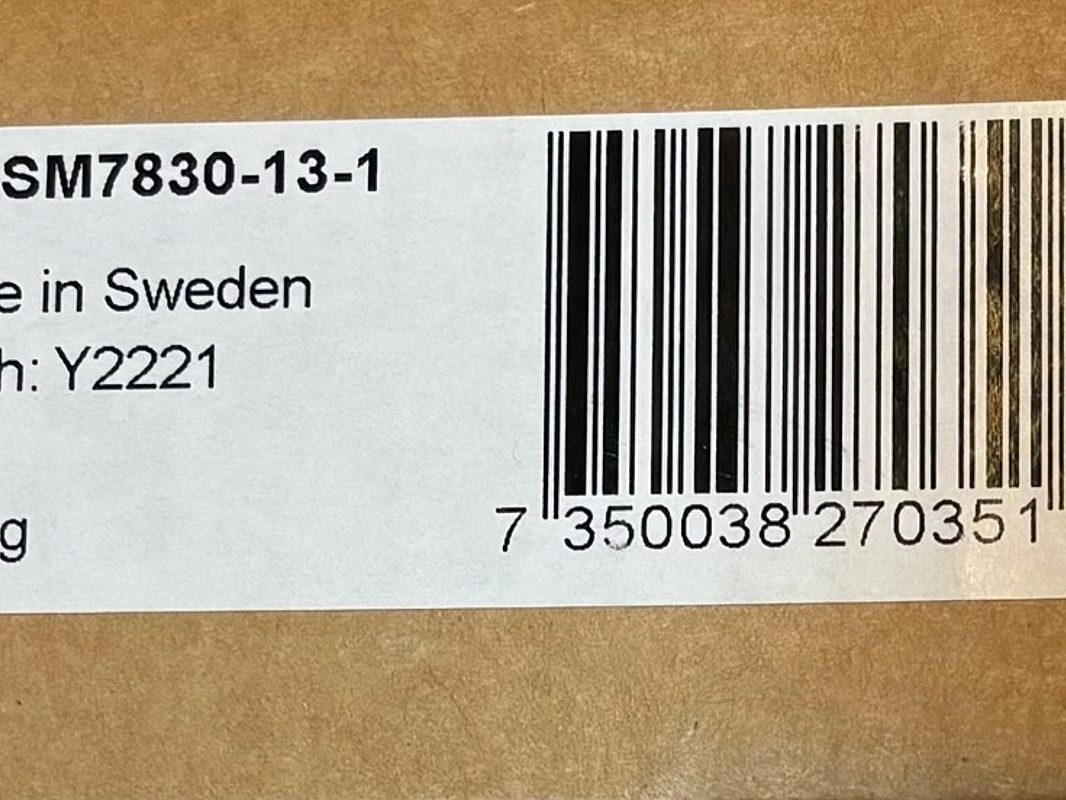 SM7830-13-1
e in Sweden
h: Y2221
g
7 350038 270351